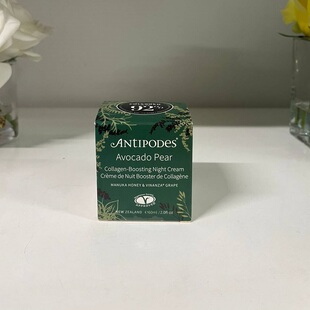 92%
ANTIPODES®
Avocado Pear
Collagen-Boosting Night Cream
Crème de Nuit Booster de Collagène
MANUKA HONEY & VINANZA® GRAPE
V
NEW ZEALAND